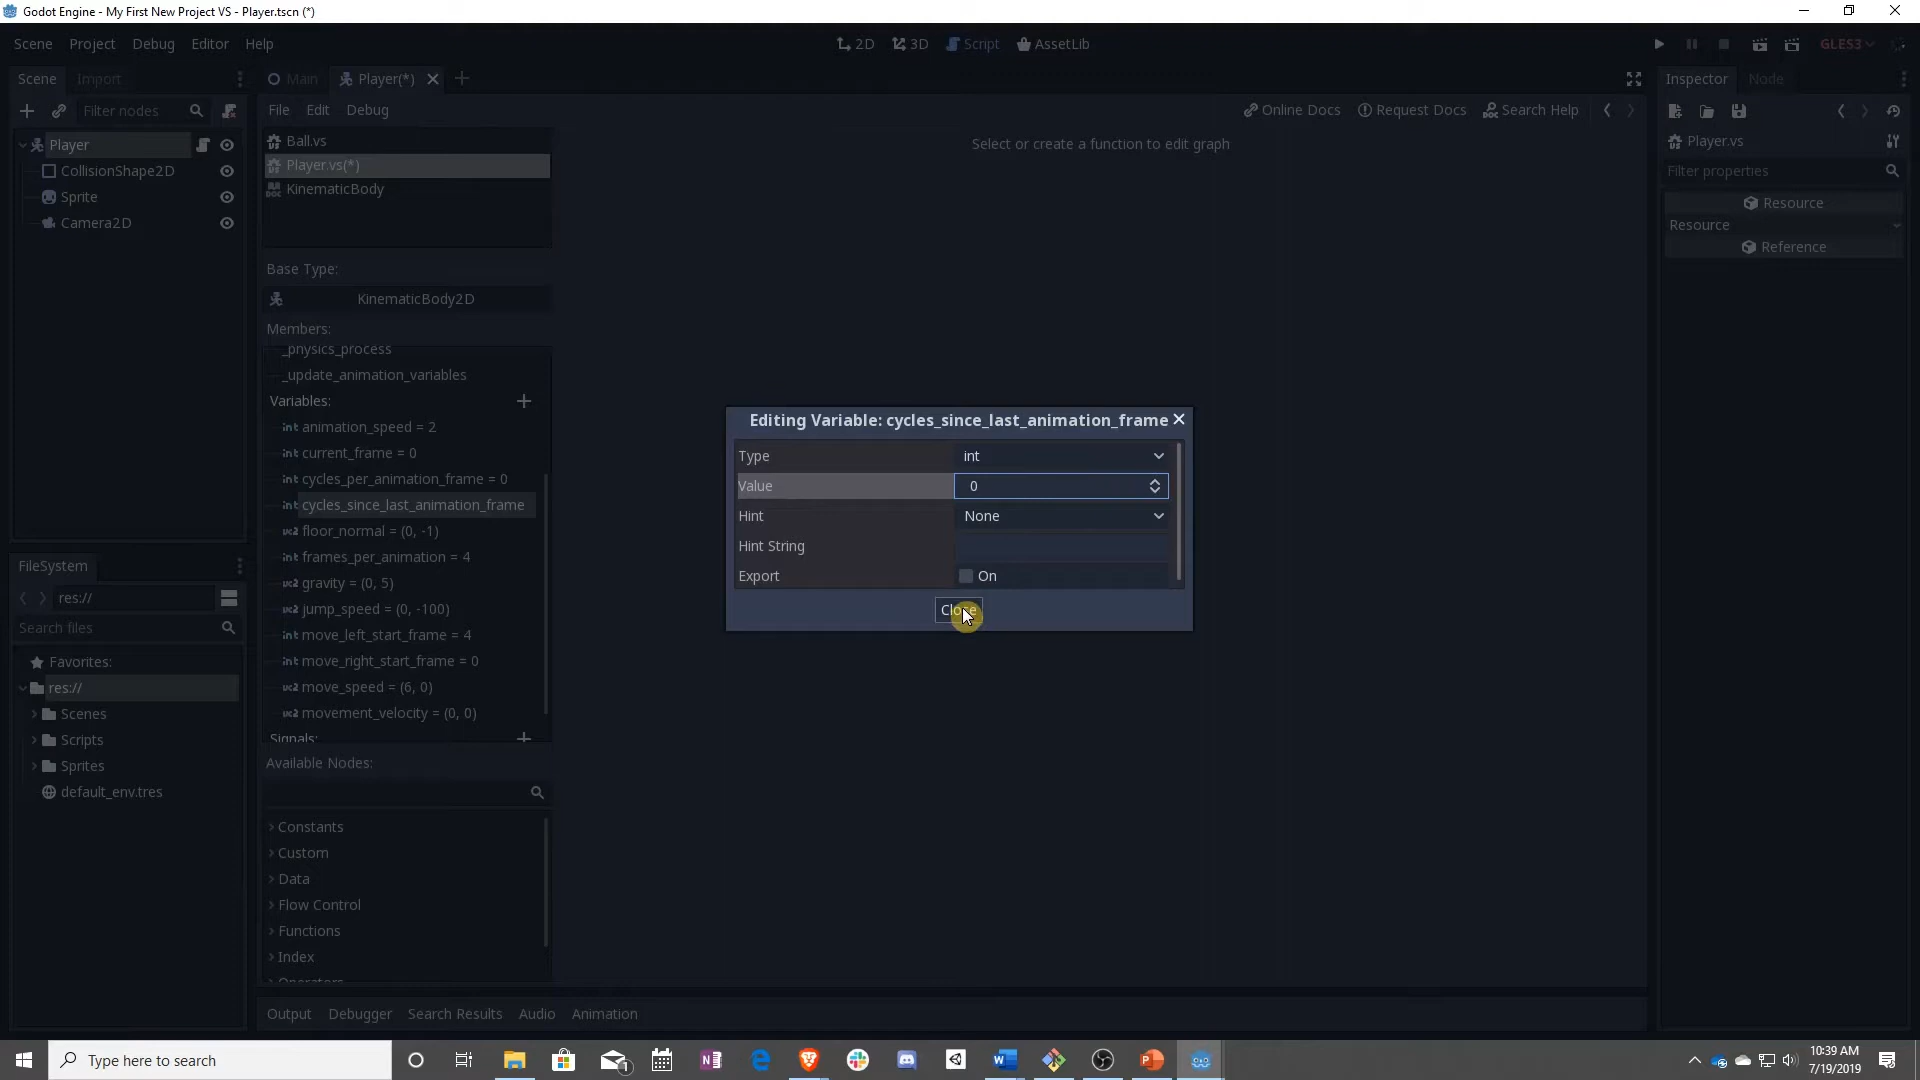 Godot Engine - My First New Project VS - Player.tscn (*)
Scene Project Debug Editor Help
2D 3D Script AssetLib
GLES3
Scene Import
Main Player(*)
Inspector Node
Filter nodes
File Edit Debug
Online Docs Request Docs Search Help
Player
CollisionShape2D
Sprite
Camera2D
Ball.vs
Player.vs(*)
KinematicBody
Select or create a function to edit graph
Player.vs
Filter properties
Resource
Resource
Reference
Base Type:
KinematicBody2D
Members:
_physics_process
_update_animation_variables
Variables:
int animation_speed = 2
int current_frame = 0
int cycles_per_animation_frame = 0
int cycles_since_last_animation_frame
vc2 floor_normal = (0, -1)
int frames_per_animation = 4
vc2 gravity = (0, 5)
vc2 jump_speed = (0, -100)
int move_left_start_frame = 4
int move_right_start_frame = 0
vc2 move_speed = (6, 0)
vc2 movement_velocity = (0, 0)
Signals:
Editing Variable: cycles_since_last_animation_frame
Type int
Value 0
Hint None
Hint String
Export On
Close
FileSystem
res://
Search files
Favorites:
res://
Scenes
Scripts
Sprites
default_env.tres
Available Nodes:
Constants
Custom
Data
Flow Control
Functions
Index
Operators
Output Debugger Search Results Audio Animation
Type here to search
10:39 AM
7/19/2019